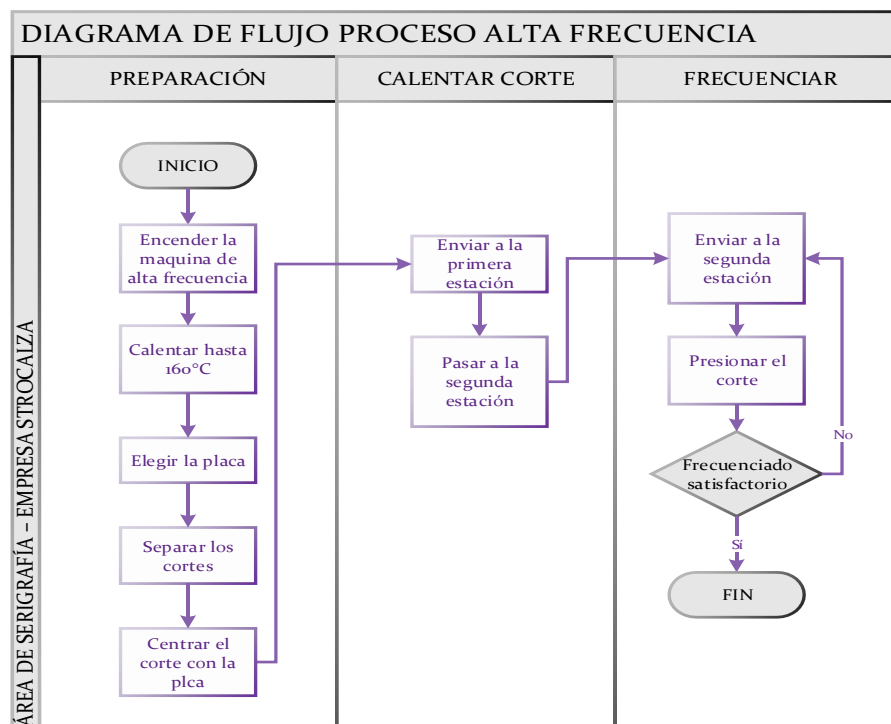 DIAGRAMA DE FLUJO PROCESO ALTA FRECUENCIA
ÁREA DE SERIGRAFÍA – EMPRESA STROCALZA
PREPARACIÓN
CALENTAR CORTE
FRECUENCIAR
INICIO
Encender la
maquina de
alta frecuencia
Calentar hasta
160°C
Elegir la placa
Separar los
cortes
Centrar el
corte con la
plca
Enviar a la
primera
estación
Pasar a la
segunda
estación
Enviar a la
segunda
estación
Presionar el
corte
Frecuenciado
satisfactorio
No
Sí
FIN